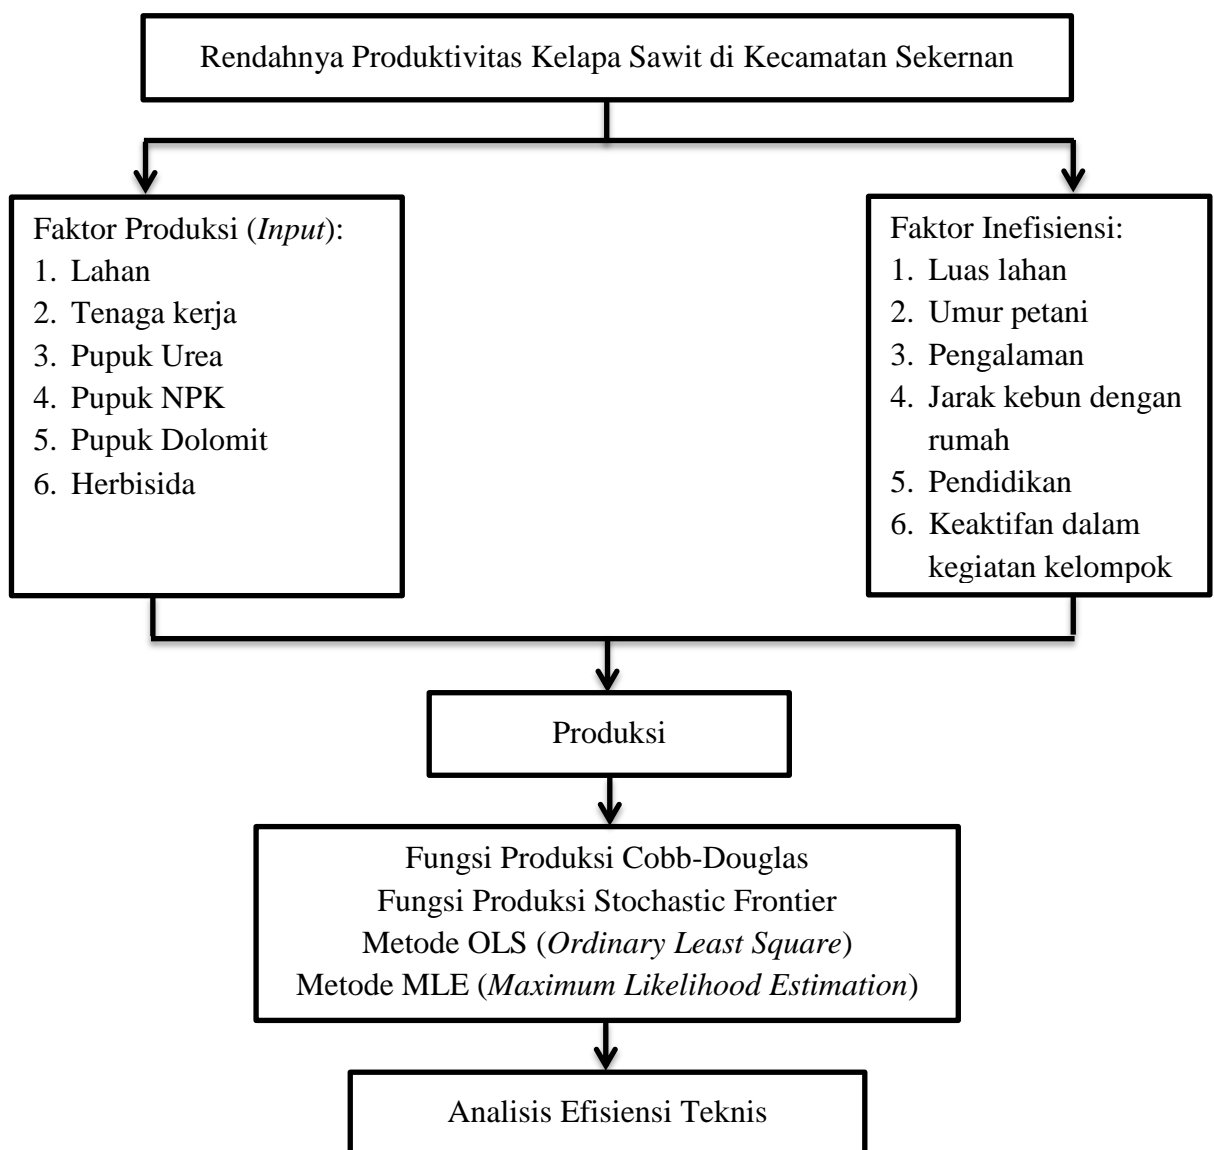 Rendahnya Produktivitas Kelapa Sawit di Kecamatan Sekernan
Faktor Produksi (Input):
1. Lahan
2. Tenaga kerja
3. Pupuk Urea
4. Pupuk NPK
5. Pupuk Dolomit
6. Herbisida
Faktor Inefisiensi:
1. Luas lahan
2. Umur petani
3. Pengalaman
4. Jarak kebun dengan
rumah
5. Pendidikan
6. Keaktifan dalam
kegiatan kelompok
Produksi
Fungsi Produksi Cobb-Douglas
Fungsi Produksi Stochastic Frontier
Metode OLS (Ordinary Least Square)
Metode MLE (Maximum Likelihood Estimation)
Analisis Efisiensi Teknis